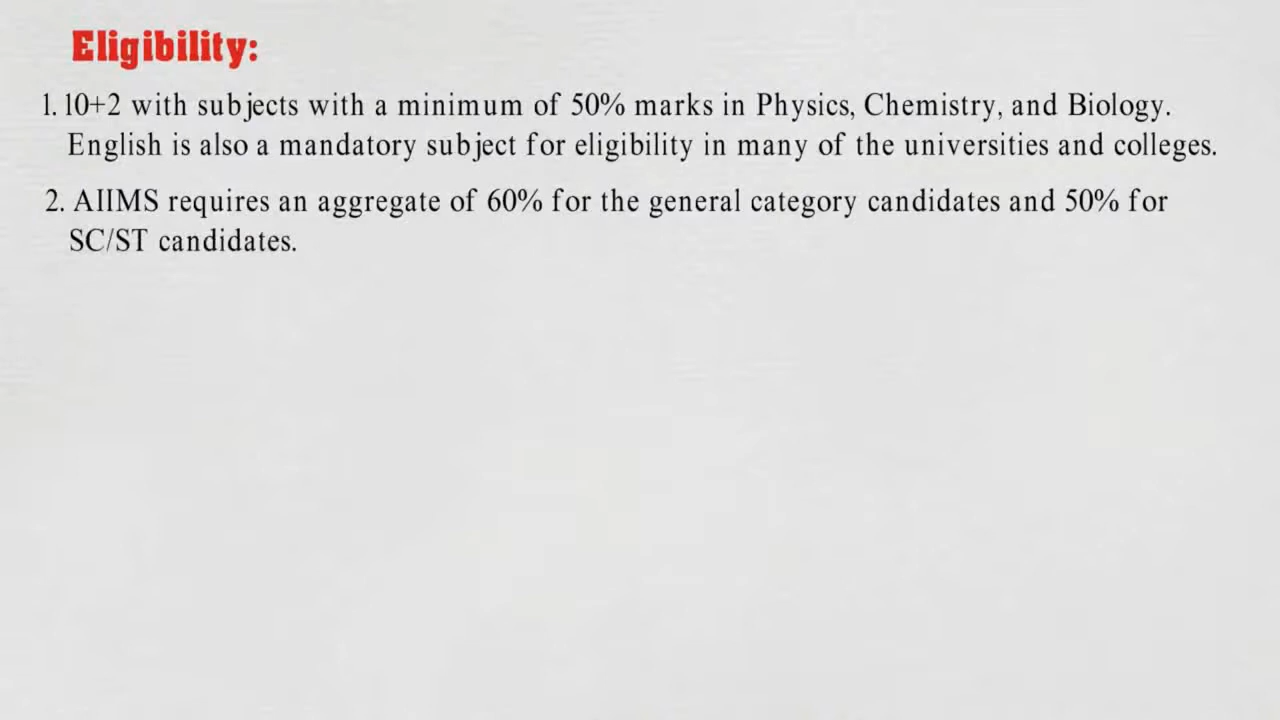 Eligibility:
1. 10+2 with subjects with a minimum of 50% marks in Physics, Chemistry, and Biology.
English is also a mandatory subject for eligibility in many of the universities and colleges.
2. AIIMS requires an aggregate of 60% for the general category candidates and 50% for
SC/ST candidates.